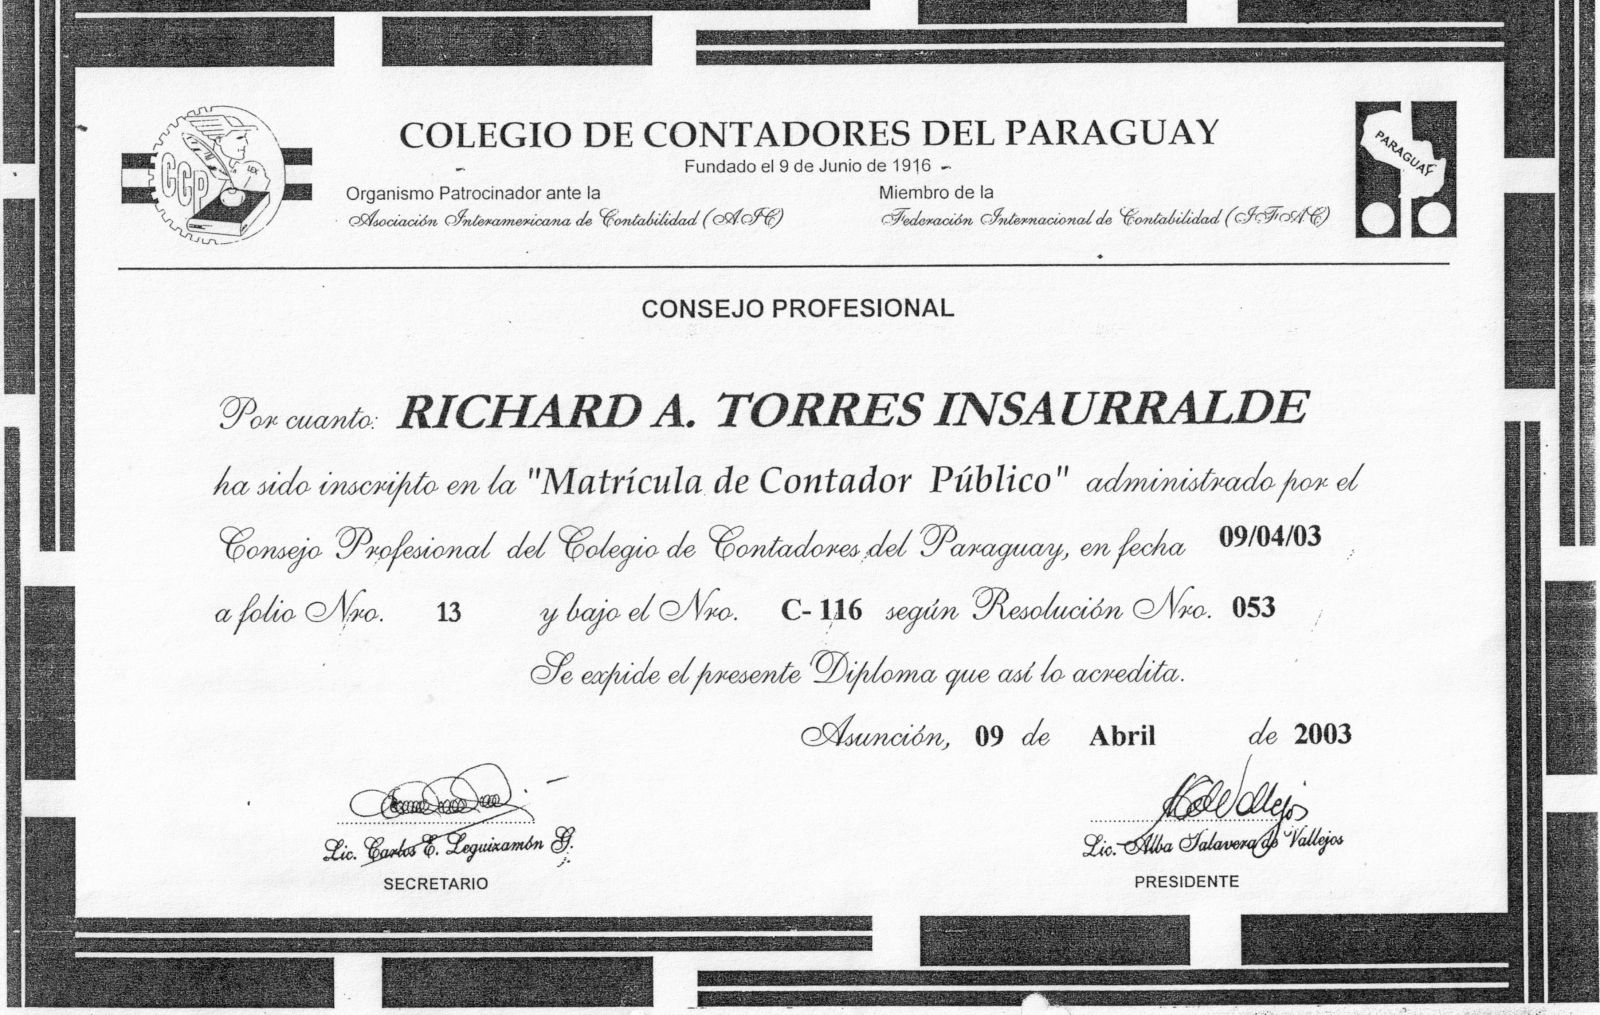 COLEGIO DE CONTADORES DEL PARAGUAY
Fundado el 9 de Junio de 1916
Organismo Patrocinador ante la
Asociación Interamericana de Contabilidad (AIC)
Miembro de la
Federación Internacional de Contabilidad (IFAC)
CCP
LEX
PARAGUAY
CONSEJO PROFESIONAL
Por cuanto: RICHARD A. TORRES INSAURRALDE
ha sido inscripto en la "Matrícula de Contador Público" administrado por el
Consejo Profesional del Colegio de Contadores del Paraguay, en fecha 09/04/03
a folio Nro. 13 y bajo el Nro. C- 116 según Resolución Nro. 053
Se expide el presente Diploma que así lo acredita.
Asunción, 09 de Abril de 2003
Lic. Carlos E. Leguizamón G.
SECRETARIO
Lic. Alba Talavera de Vallejos
PRESIDENTE